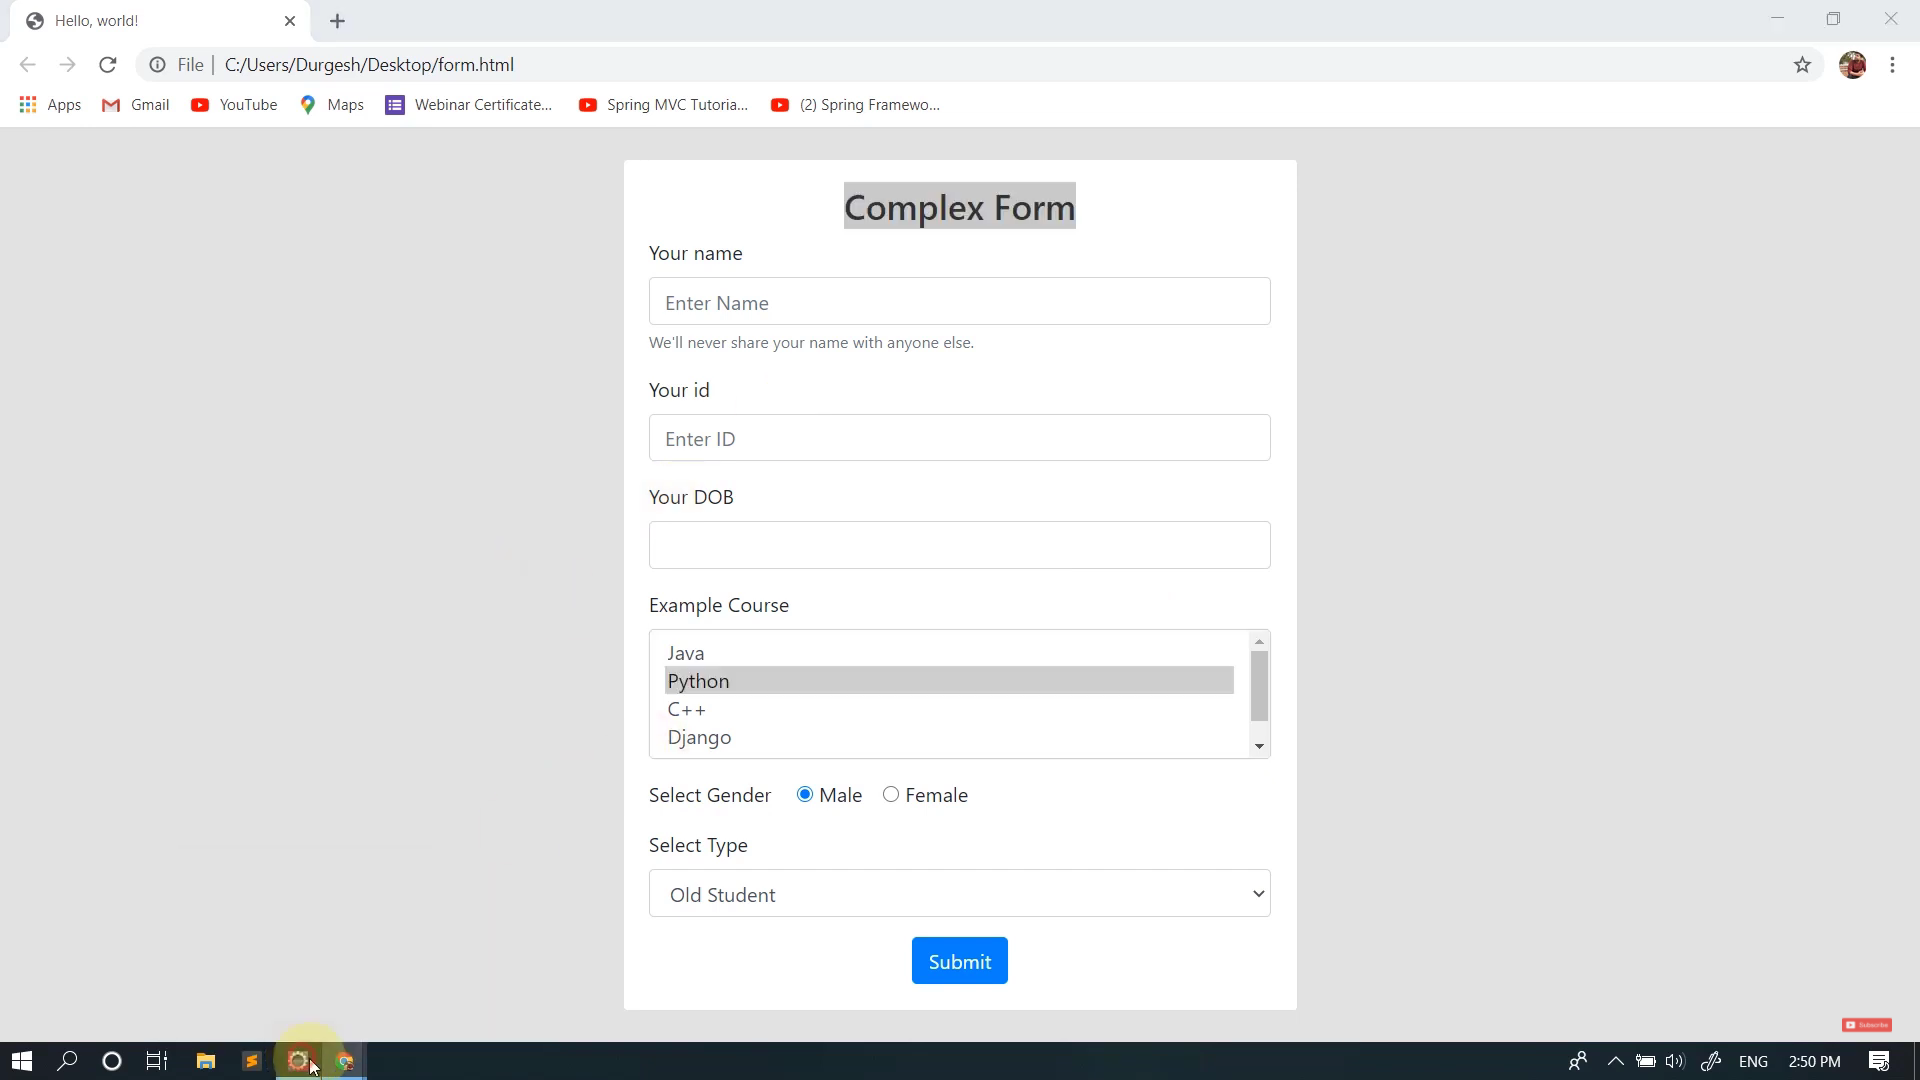 Hello, world!
File | C:/Users/Durgesh/Desktop/form.html
Apps Gmail YouTube Maps Webinar Certificate... Spring MVC Tutoria... (2) Spring Framewo...
Complex Form
Your name
Enter Name
We'll never share your name with anyone else.
Your id
Enter ID
Your DOB
Example Course
Java
Python
C++
Django
Select Gender Male Female
Select Type
Old Student
Submit
Subscribe
ENG 2:50 PM